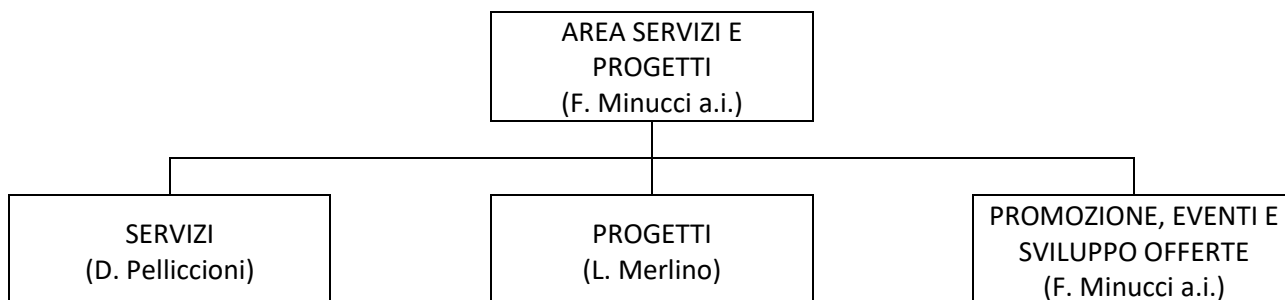 AREA SERVIZI E
PROGETTI
(F. Minucci a.i.)
SERVIZI
(D. Pelliccioni)
PROGETTI
(L. Merlino)
PROMOZIONE, EVENTI E
SVILUPPO OFFERTE
(F. Minucci a.i.)